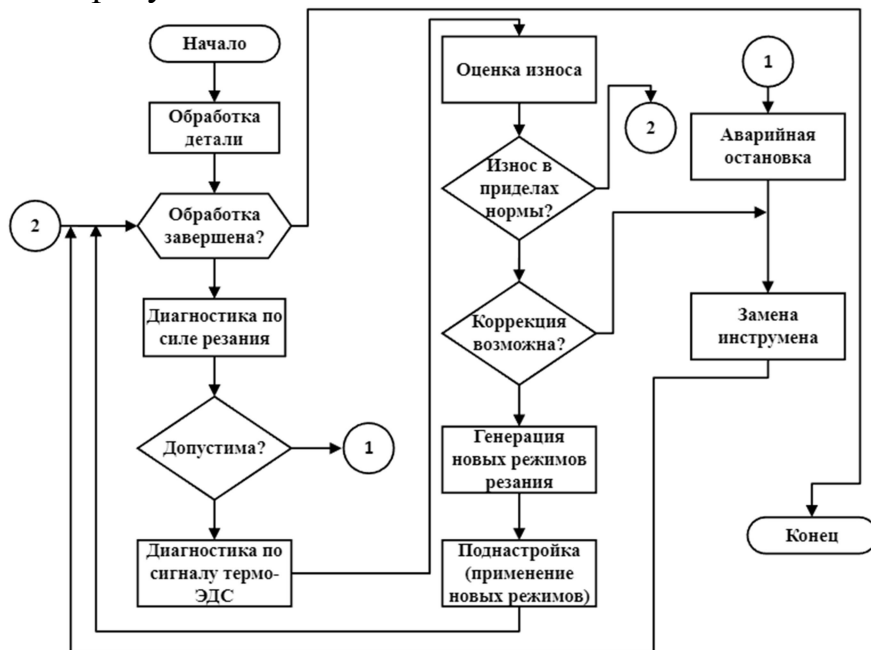 Начало
Обработка
детали
2
Обработка
завершена?
Диагностика по
силе резания
Допустима?
1
Диагностика по
сигналу термо-
ЭДС
Оценка износа
2
Износ в
приделах
нормы?
Коррекция
возможна?
Генерация
новых режимов
резания
Поднастройка
(применение
новых режимов)
1
Аварийная
остановка
Замена
инструмена
Конец